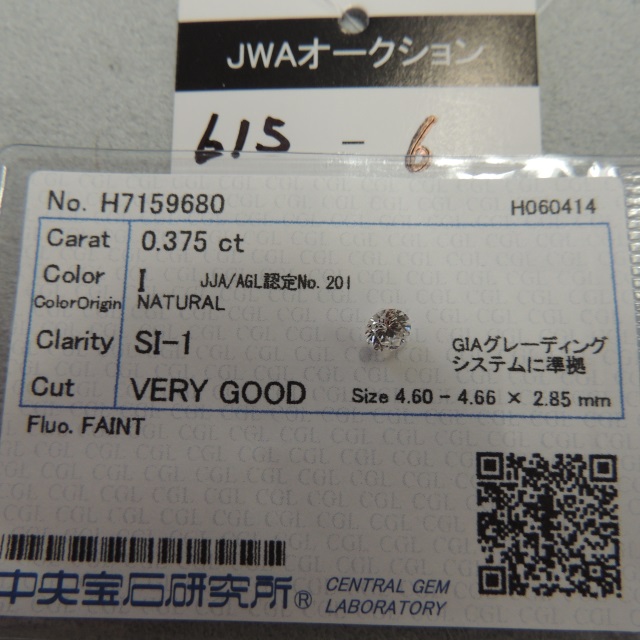 JWAオークション
615 - 6
No. H7159680 H060414
Carat 0.375 ct
Color I JJA/AGL認定No. 201
ColorOrigin NATURAL
Clarity SI-1 GIAグレーディング
システムに準拠
Cut VERY GOOD Size 4.60 - 4.66 × 2.85 mm
Fluo. FAINT
中央宝石研究所® CENTRAL GEM
LABORATORY